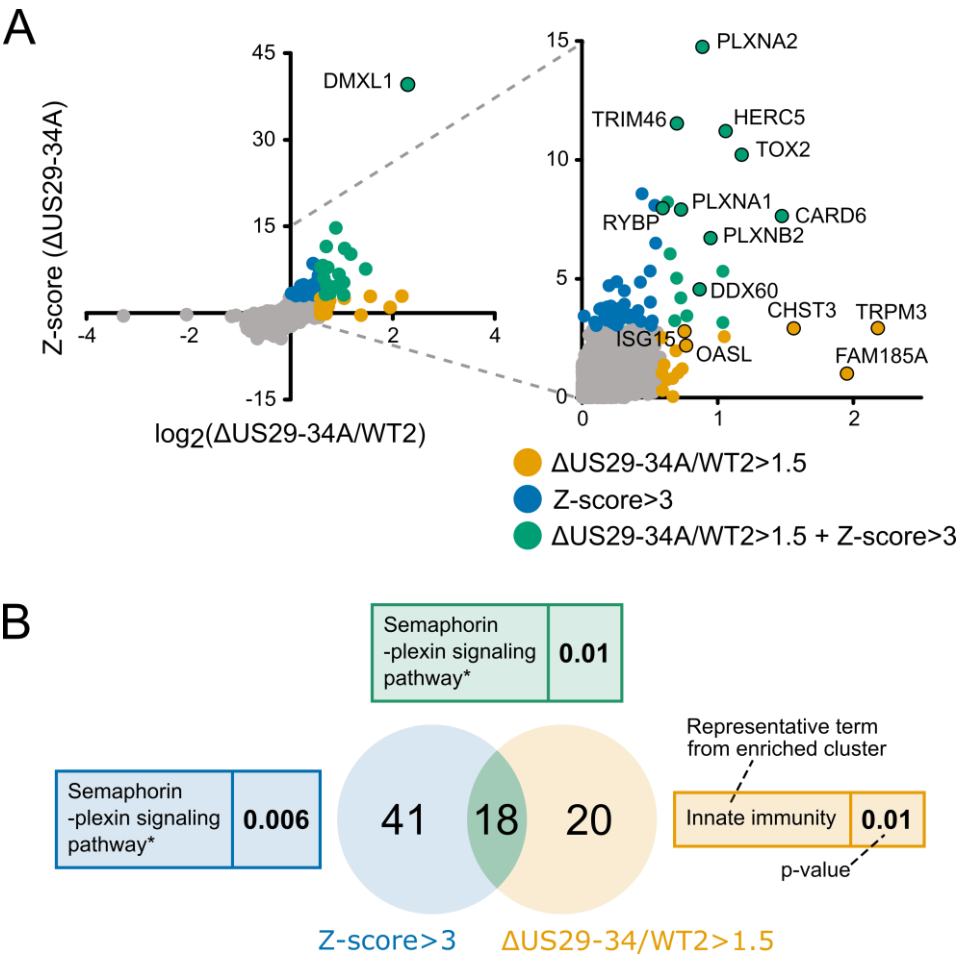 A
Z-score (ΔUS29-34A)
45
30
15
-15
-4
-2
2
4
DMXL1
log2(ΔUS29-34A/WT2)
15
10
5
0
0
1
2
PLXNA2
TRIM46
HERC5
TOX2
RYBP
PLXNA1
CARD6
PLXNB2
DDX60
CHST3
TRPM3
ISG15
OASL
FAM185A
ΔUS29-34A/WT2>1.5
Z-score>3
ΔUS29-34A/WT2>1.5 + Z-score>3
B
Semaphorin
-plexin signaling
pathway*
0.01
Semaphorin
-plexin signaling
pathway*
0.006
41
18
20
Representative term
from enriched cluster
Innate immunity
0.01
p-value
Z-score>3
ΔUS29-34/WT2>1.5